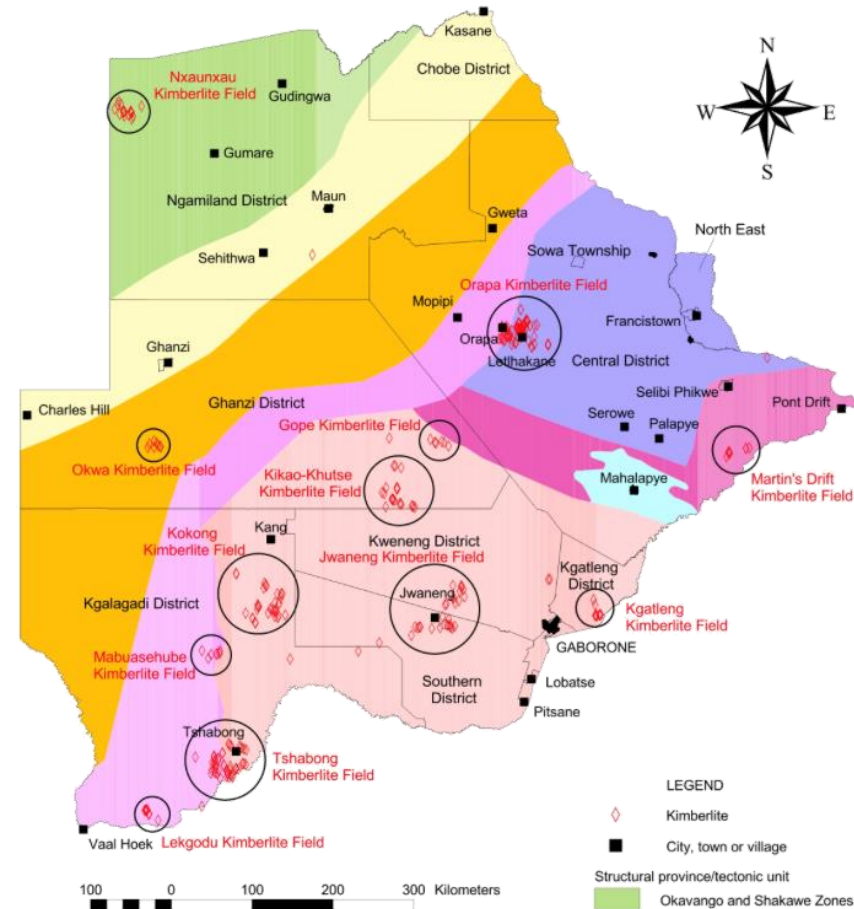 Kasane
Chobe District
N
W
E
S
Nxaunxau
Kimberlite Field
Gudingwa
Gumare
Ngamiland District
Maun
Sehithwa
Gweta
North East
Sowa Township
Orapa Kimberlite Field
Mopipi
Orapa
Letlhakane
Francistown
Central District
Ghanzi
Charles Hill
Ghanzi District
Selibi Phikwe
Pont Drift
Serowe
Palapye
Gope Kimberlite Field
Okwa Kimberlite Field
Kikao-Khutse
Kimberlite Field
Mahalapye
Martin's Drift
Kimberlite Field
Kokong
Kimberlite Field
Kang
Kweneng District
Jwaneng Kimberlite Field
Jwaneng
Kgatleng
District
Kgalagadi District
Kgatleng
Kimberlite Field
GABORONE
Mabuasehube
Kimberlite Field
Southern
District
Lobatse
Pitsane
Tshabong
Tshabong
Kimberlite Field
Vaal Hoek
Lekgodu Kimberlite Field
LEGEND
Kimberlite
City, town or village
Structural province/tectonic unit
Okavango and Shakawe Zones
100 0 100 200 300 Kilometers